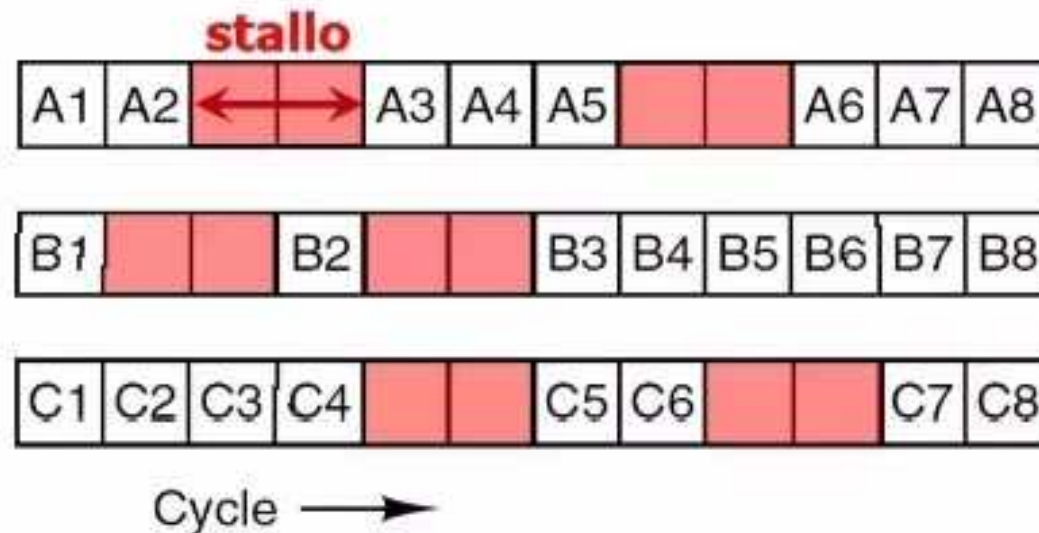 stallo
A1 A2 A3 A4 A5 A6 A7 A8
B1 B2 B3 B4 B5 B6 B7 B8
C1 C2 C3 C4 C5 C6 C7 C8
Cycle